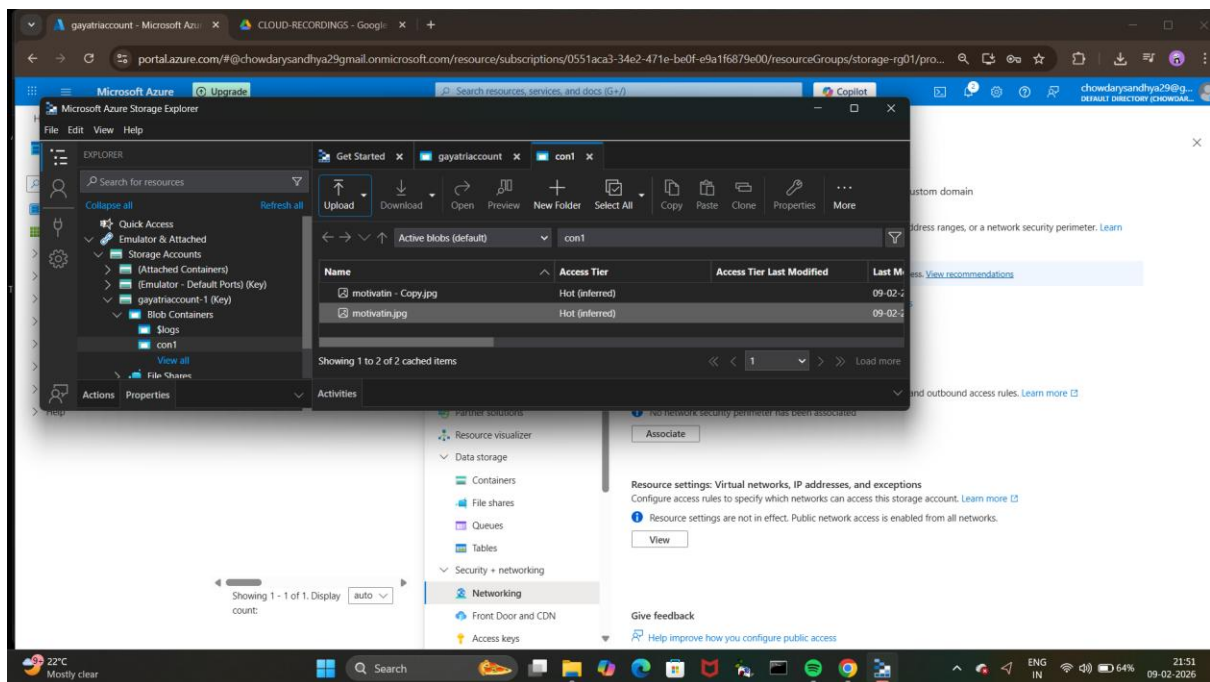 gayatriaccount - Microsoft Azu
CLOUD-RECORDINGS - Google
portal.azure.com/#@chowdarysandhya29gmail.onmicrosoft.com/resource/subscriptions/0551aca3-34e2-471e-be0f-e9a1f6879e00/resourceGroups/storage-rg01/pro...
Microsoft Azure
Upgrade
Search resources, services, and docs (G+/)
Copilot
chowdarysandhya29@g...
DEFAULT DIRECTORY (CHOWDAR...
Microsoft Azure Storage Explorer
File Edit View Help
EXPLORER
Search for resources
Collapse all
Refresh all
Quick Access
Emulator & Attached
Storage Accounts
(Attached Containers)
(Emulator - Default Ports) (Key)
gayatriaccount-1 (Key)
Blob Containers
$logs
con1
View all
File Shares
Actions Properties
Get Started
gayatriaccount
con1
Upload Download Open Preview New Folder Select All Copy Paste Clone Properties More
Active blobs (default)
con1
Name Access Tier Access Tier Last Modified Last M
motivatin - Copy.jpg Hot (inferred) 09-02-2
motivatin.jpg Hot (inferred) 09-02-2
Showing 1 to 2 of 2 cached items
1
Load more
Activities
ustom domain
ddress ranges, or a network security perimeter. Learn
ess. View recommendations
and outbound access rules. Learn more
Help
Partner solutions
Resource visualizer
Data storage
Containers
File shares
Queues
Tables
Security + networking
Networking
Front Door and CDN
Access keys
No network security perimeter has been associated
Associate
Resource settings: Virtual networks, IP addresses, and exceptions
Configure access rules to specify which networks can access this storage account. Learn more
Resource settings are not in effect. Public network access is enabled from all networks.
View
Give feedback
Help improve how you configure public access
Showing 1 - 1 of 1. Display
count:
auto
22°C
Mostly clear
Search
ENG
IN
64%
21:51
09-02-2026